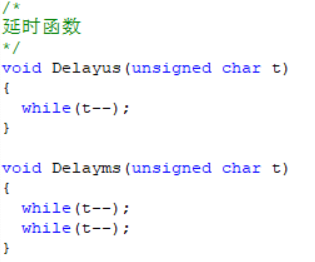 /*
延时函数
*/
void Delayus(unsigned char t)
{
  while(t--);
}

void Delayms(unsigned char t)
{
  while(t--);
  while(t--);
}